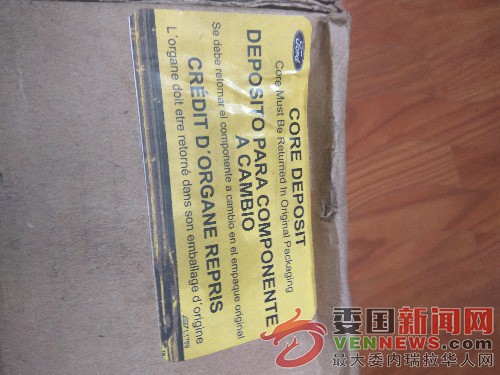 Ford
CORE DEPOSIT
Core Must Be Returned In Original Packaging
DEPOSITO PARA COMPONENTE
A CAMBIO
Se debe retornar el componente a cambio en el empaque original
CRÉDIT D'ORGANE REPRIS
L'organe doit etre retorné dans son emballage d'origine
委国新闻网
VENNEWS.COM
最大委内瑞拉华人网